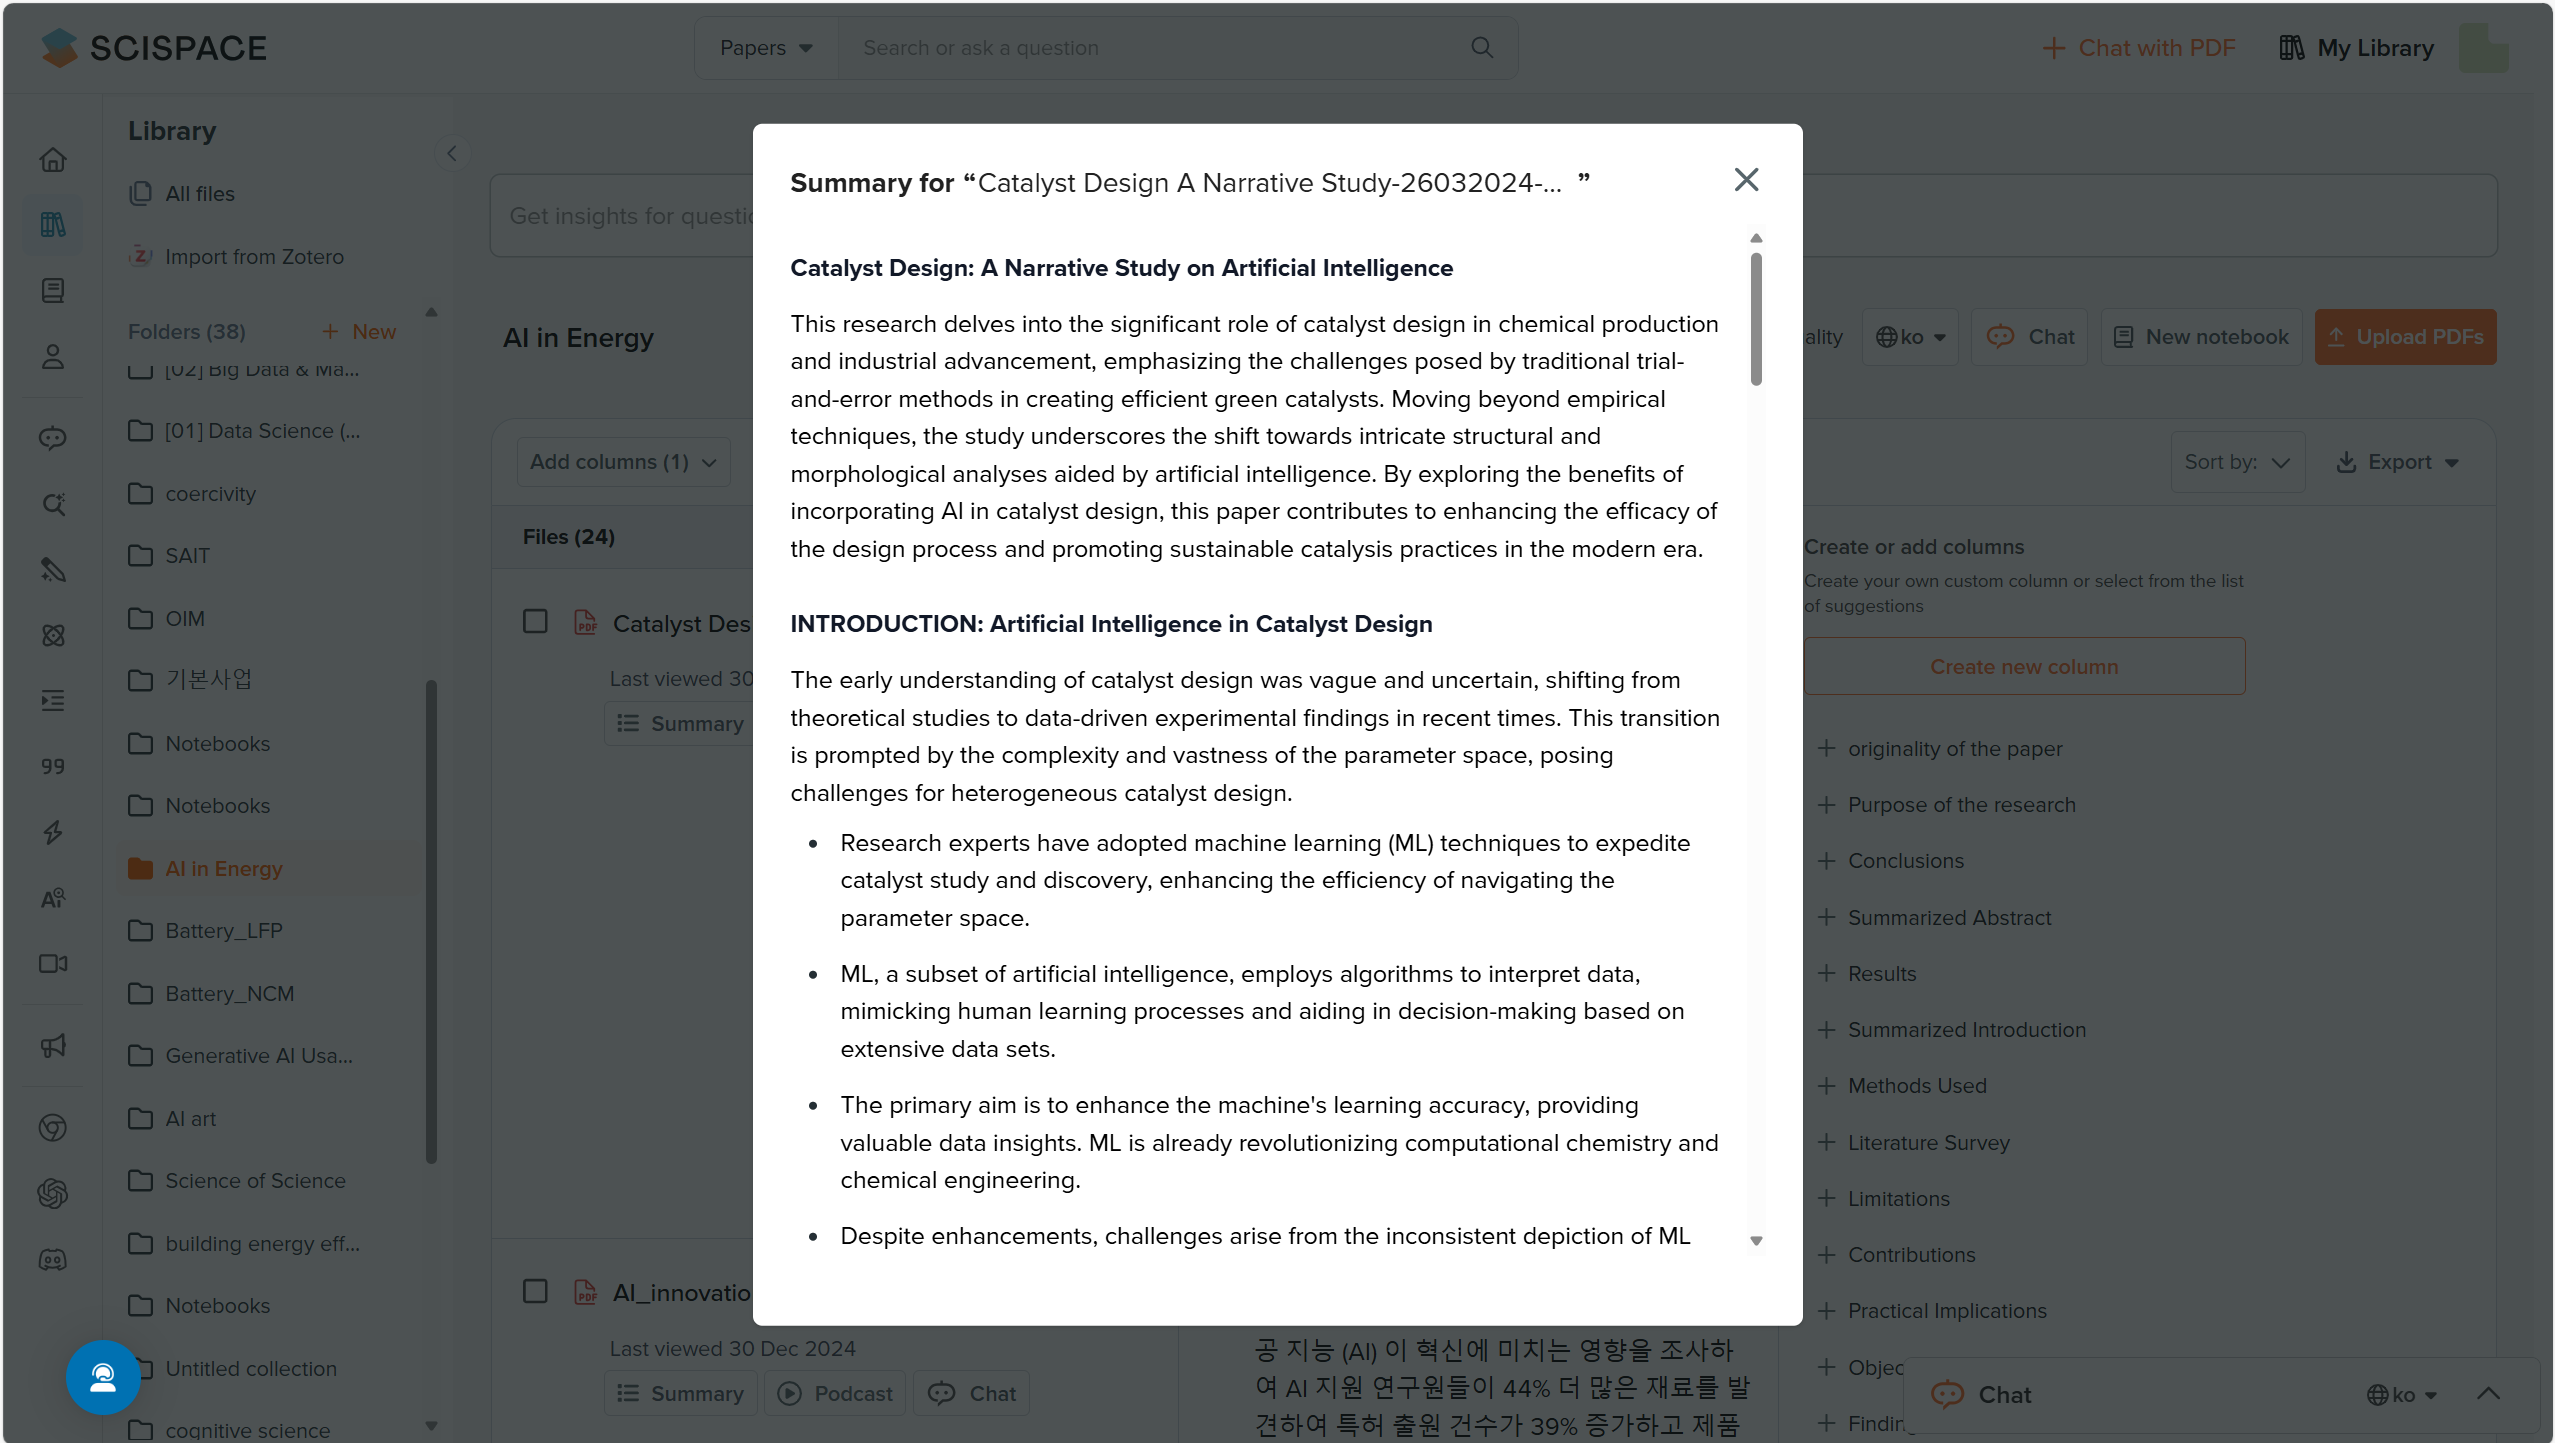 SCISPACE
Papers
Search or ask a question
Chat with PDF
My Library
Library
All files
Import from Zotero
Folders (38)
+ New
[02] Big Data & Ma...
[01] Data Science (...
coercivity
SAIT
OIM
기본사업
Notebooks
Notebooks
AI in Energy
Battery_LFP
Battery_NCM
Generative AI Usa...
AI art
Science of Science
building energy eff...
Notebooks
Untitled collection
cognitive science
Get insights for questic
AI in Energy
ality
ko
Chat
New notebook
Upload PDFs
Add columns (1)
Sort by:
Export
Files (24)
Catalyst Des
Last viewed 30
Summary
AI_innovatio
Last viewed 30 Dec 2024
Summary
Podcast
Chat
공 지능 (AI) 이 혁신에 미치는 영향을 조사하
여 AI 지원 연구원들이 44% 더 많은 재료를 발
견하여 특허 출원 건수가 39% 증가하고 제품
Summary for “Catalyst Design A Narrative Study-26032024-... ”
Catalyst Design: A Narrative Study on Artificial Intelligence
This research delves into the significant role of catalyst design in chemical production
and industrial advancement, emphasizing the challenges posed by traditional trial-
and-error methods in creating efficient green catalysts. Moving beyond empirical
techniques, the study underscores the shift towards intricate structural and
morphological analyses aided by artificial intelligence. By exploring the benefits of
incorporating AI in catalyst design, this paper contributes to enhancing the efficacy of
the design process and promoting sustainable catalysis practices in the modern era.
INTRODUCTION: Artificial Intelligence in Catalyst Design
The early understanding of catalyst design was vague and uncertain, shifting from
theoretical studies to data-driven experimental findings in recent times. This transition
is prompted by the complexity and vastness of the parameter space, posing
challenges for heterogeneous catalyst design.
• Research experts have adopted machine learning (ML) techniques to expedite
catalyst study and discovery, enhancing the efficiency of navigating the
parameter space.
• ML, a subset of artificial intelligence, employs algorithms to interpret data,
mimicking human learning processes and aiding in decision-making based on
extensive data sets.
• The primary aim is to enhance the machine's learning accuracy, providing
valuable data insights. ML is already revolutionizing computational chemistry and
chemical engineering.
• Despite enhancements, challenges arise from the inconsistent depiction of ML
Create or add columns
Create your own custom column or select from the list
of suggestions
Create new column
+ originality of the paper
+ Purpose of the research
+ Conclusions
+ Summarized Abstract
+ Results
+ Summarized Introduction
+ Methods Used
+ Literature Survey
+ Limitations
+ Contributions
+ Practical Implications
+ Objec
+ Findin
Chat
ko